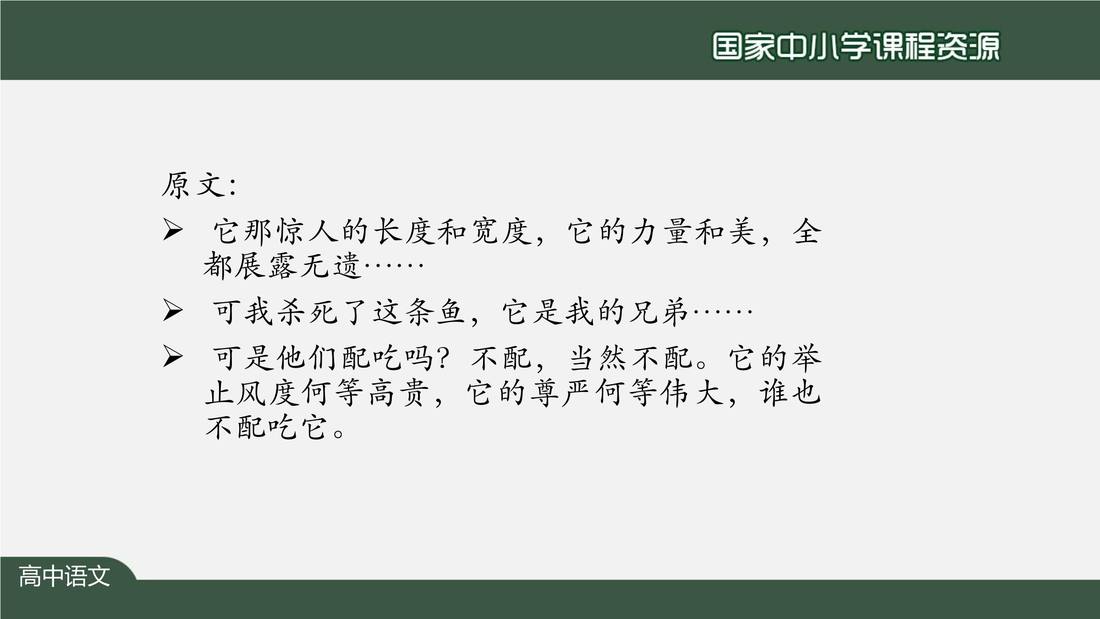 国家中小学课程资源
原文：
➢ 它那惊人的长度和宽度，它的力量和美，全
都展露无遗……
➢ 可我杀死了这条鱼，它是我的兄弟……
➢ 可是他们配吃吗？不配，当然不配。它的举
止风度何等高贵，它的尊严何等伟大，谁也
不配吃它。
高中语文